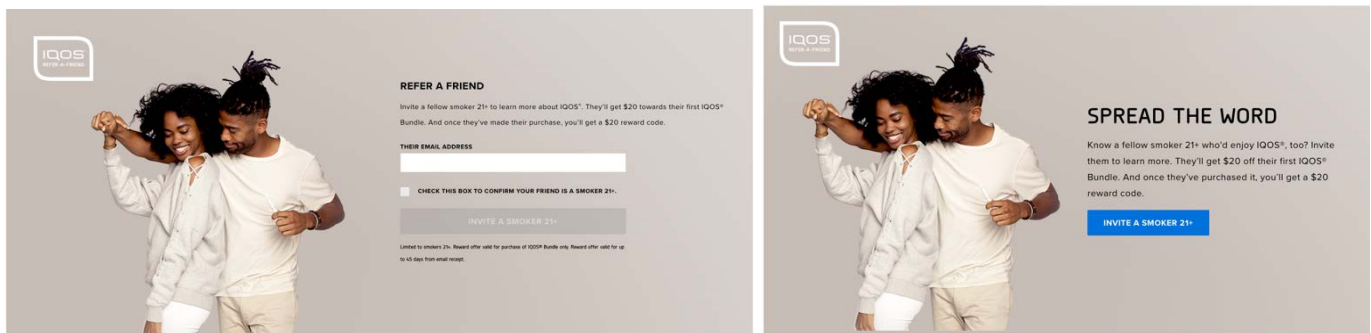 IQOS
REFER-A-FRIEND
REFER A FRIEND
Invite a fellow smoker 21+ to learn more about IQOS®. They'll get $20 towards their first IQOS®
Bundle. And once they've made their purchase, you'll get a $20 reward code.
THEIR EMAIL ADDRESS
CHECK THIS BOX TO CONFIRM YOUR FRIEND IS A SMOKER 21+.
INVITE A SMOKER 21+
Limited to smokers 21+. Reward offer valid for purchase of IQOS® Bundle only. Reward offer valid for up
to 45 days from email receipt.
IQOS
REFER-A-FRIEND
SPREAD THE WORD
Know a fellow smoker 21+ who'd enjoy IQOS®, too? Invite
them to learn more. They'll get $20 off their first IQOS®
Bundle. And once they've purchased it, you'll get a $20
reward code.
INVITE A SMOKER 21+